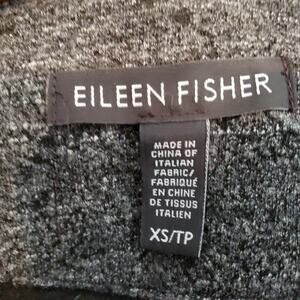 EILEEN FISHER
MADE IN
CHINA OF
ITALIAN
FABRIC/
FABRIQUÉ
EN CHINE
DE TISSUS
ITALIEN
XS/TP